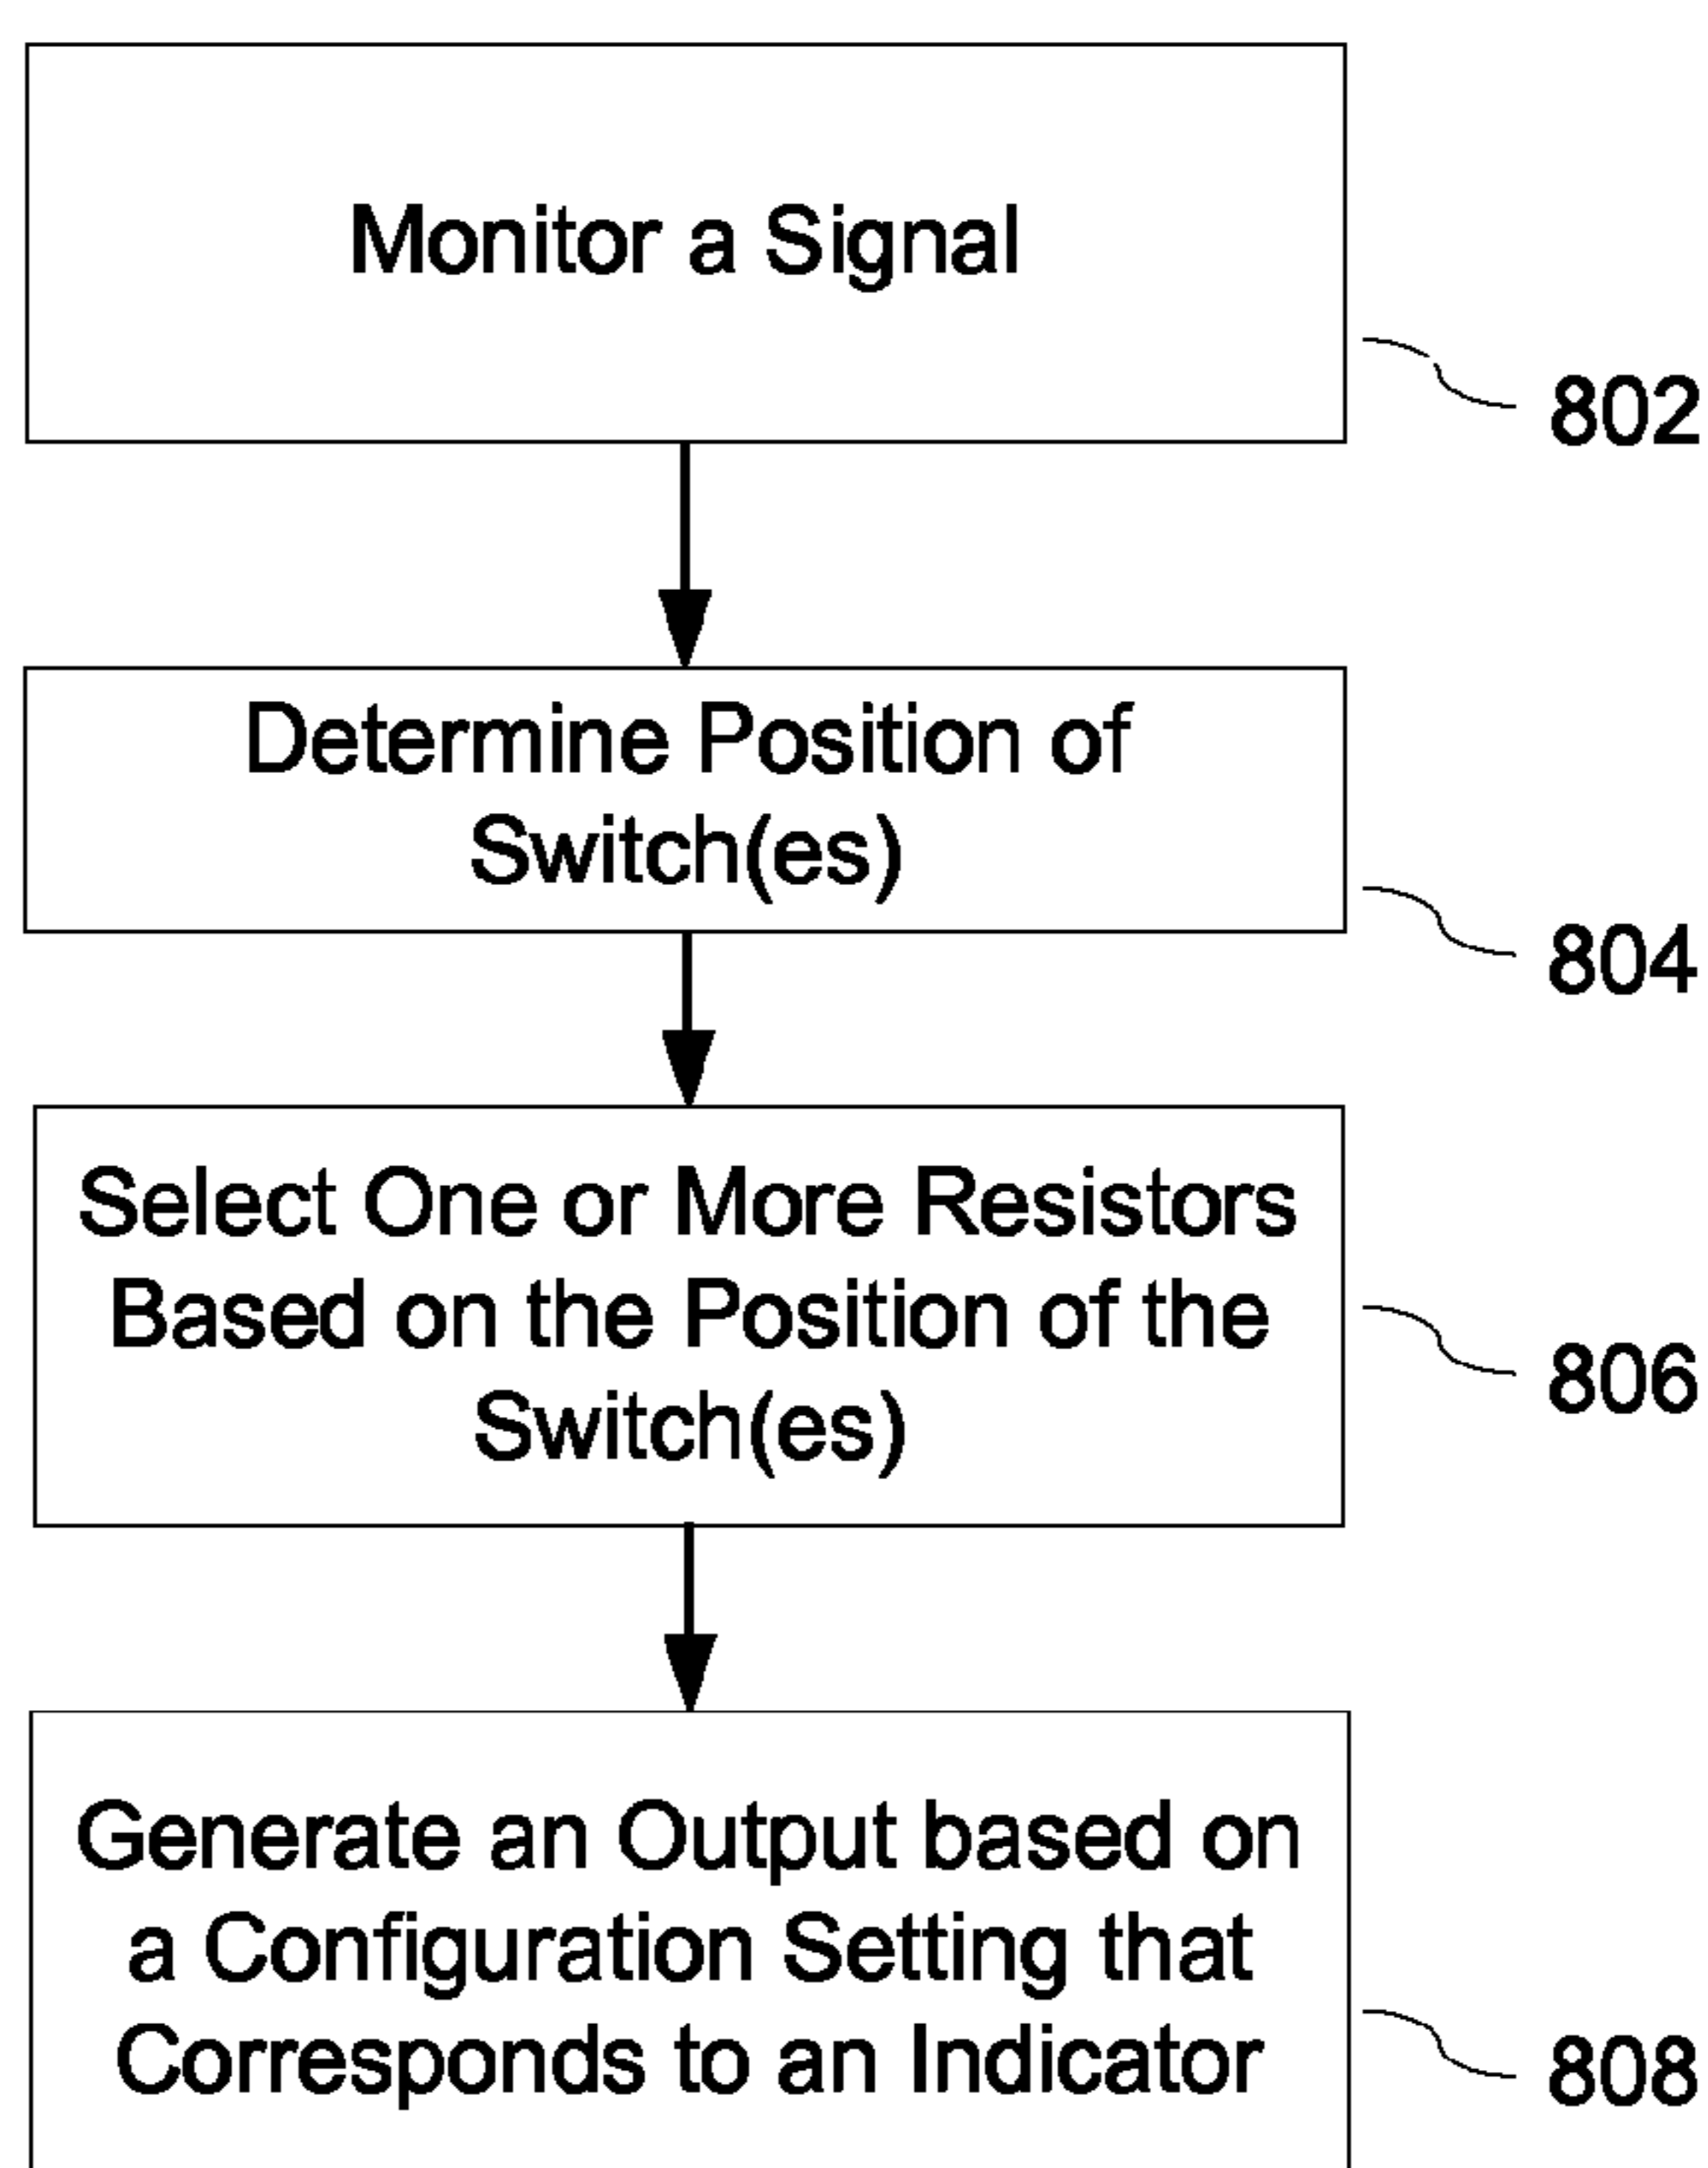 Monitor a Signal
802
Determine Position of
Switch(es)
804
Select One or More Resistors
Based on the Position of the
Switch(es)
806
Generate an Output based on
a Configuration Setting that
Corresponds to an Indicator
808